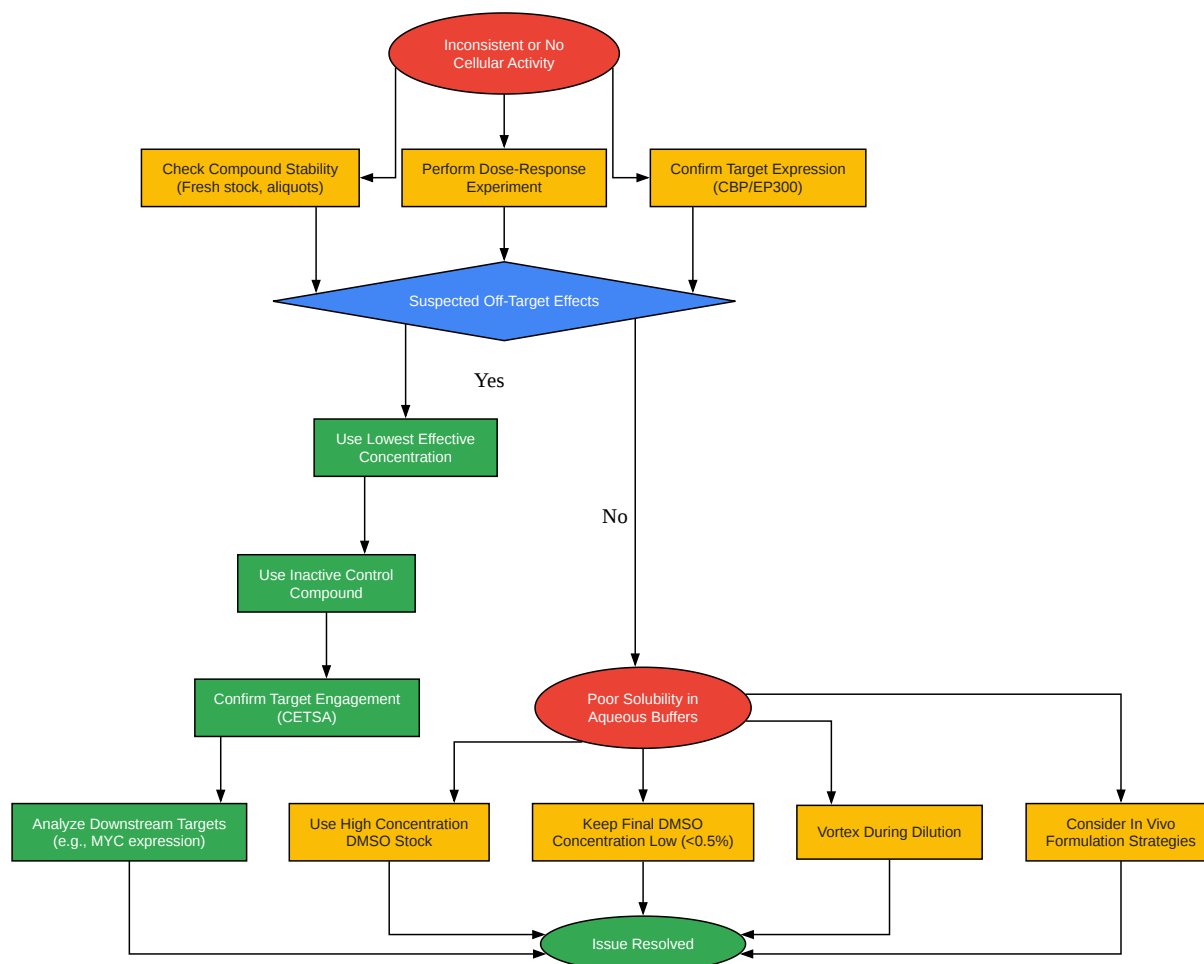 Inconsistent or No
Cellular Activity
Check Compound Stability
(Fresh stock, aliquots)
Perform Dose-Response
Experiment
Confirm Target Expression
(CBP/EP300)
Suspected Off-Target Effects
Yes
Use Lowest Effective
Concentration
No
Use Inactive Control
Compound
Confirm Target Engagement
(CETSA)
Poor Solubility in
Aqueous Buffers
Analyze Downstream Targets
(e.g., MYC expression)
Use High Concentration
DMSO Stock
Keep Final DMSO
Concentration Low (<0.5%)
Vortex During Dilution
Consider In Vivo
Formulation Strategies
Issue Resolved